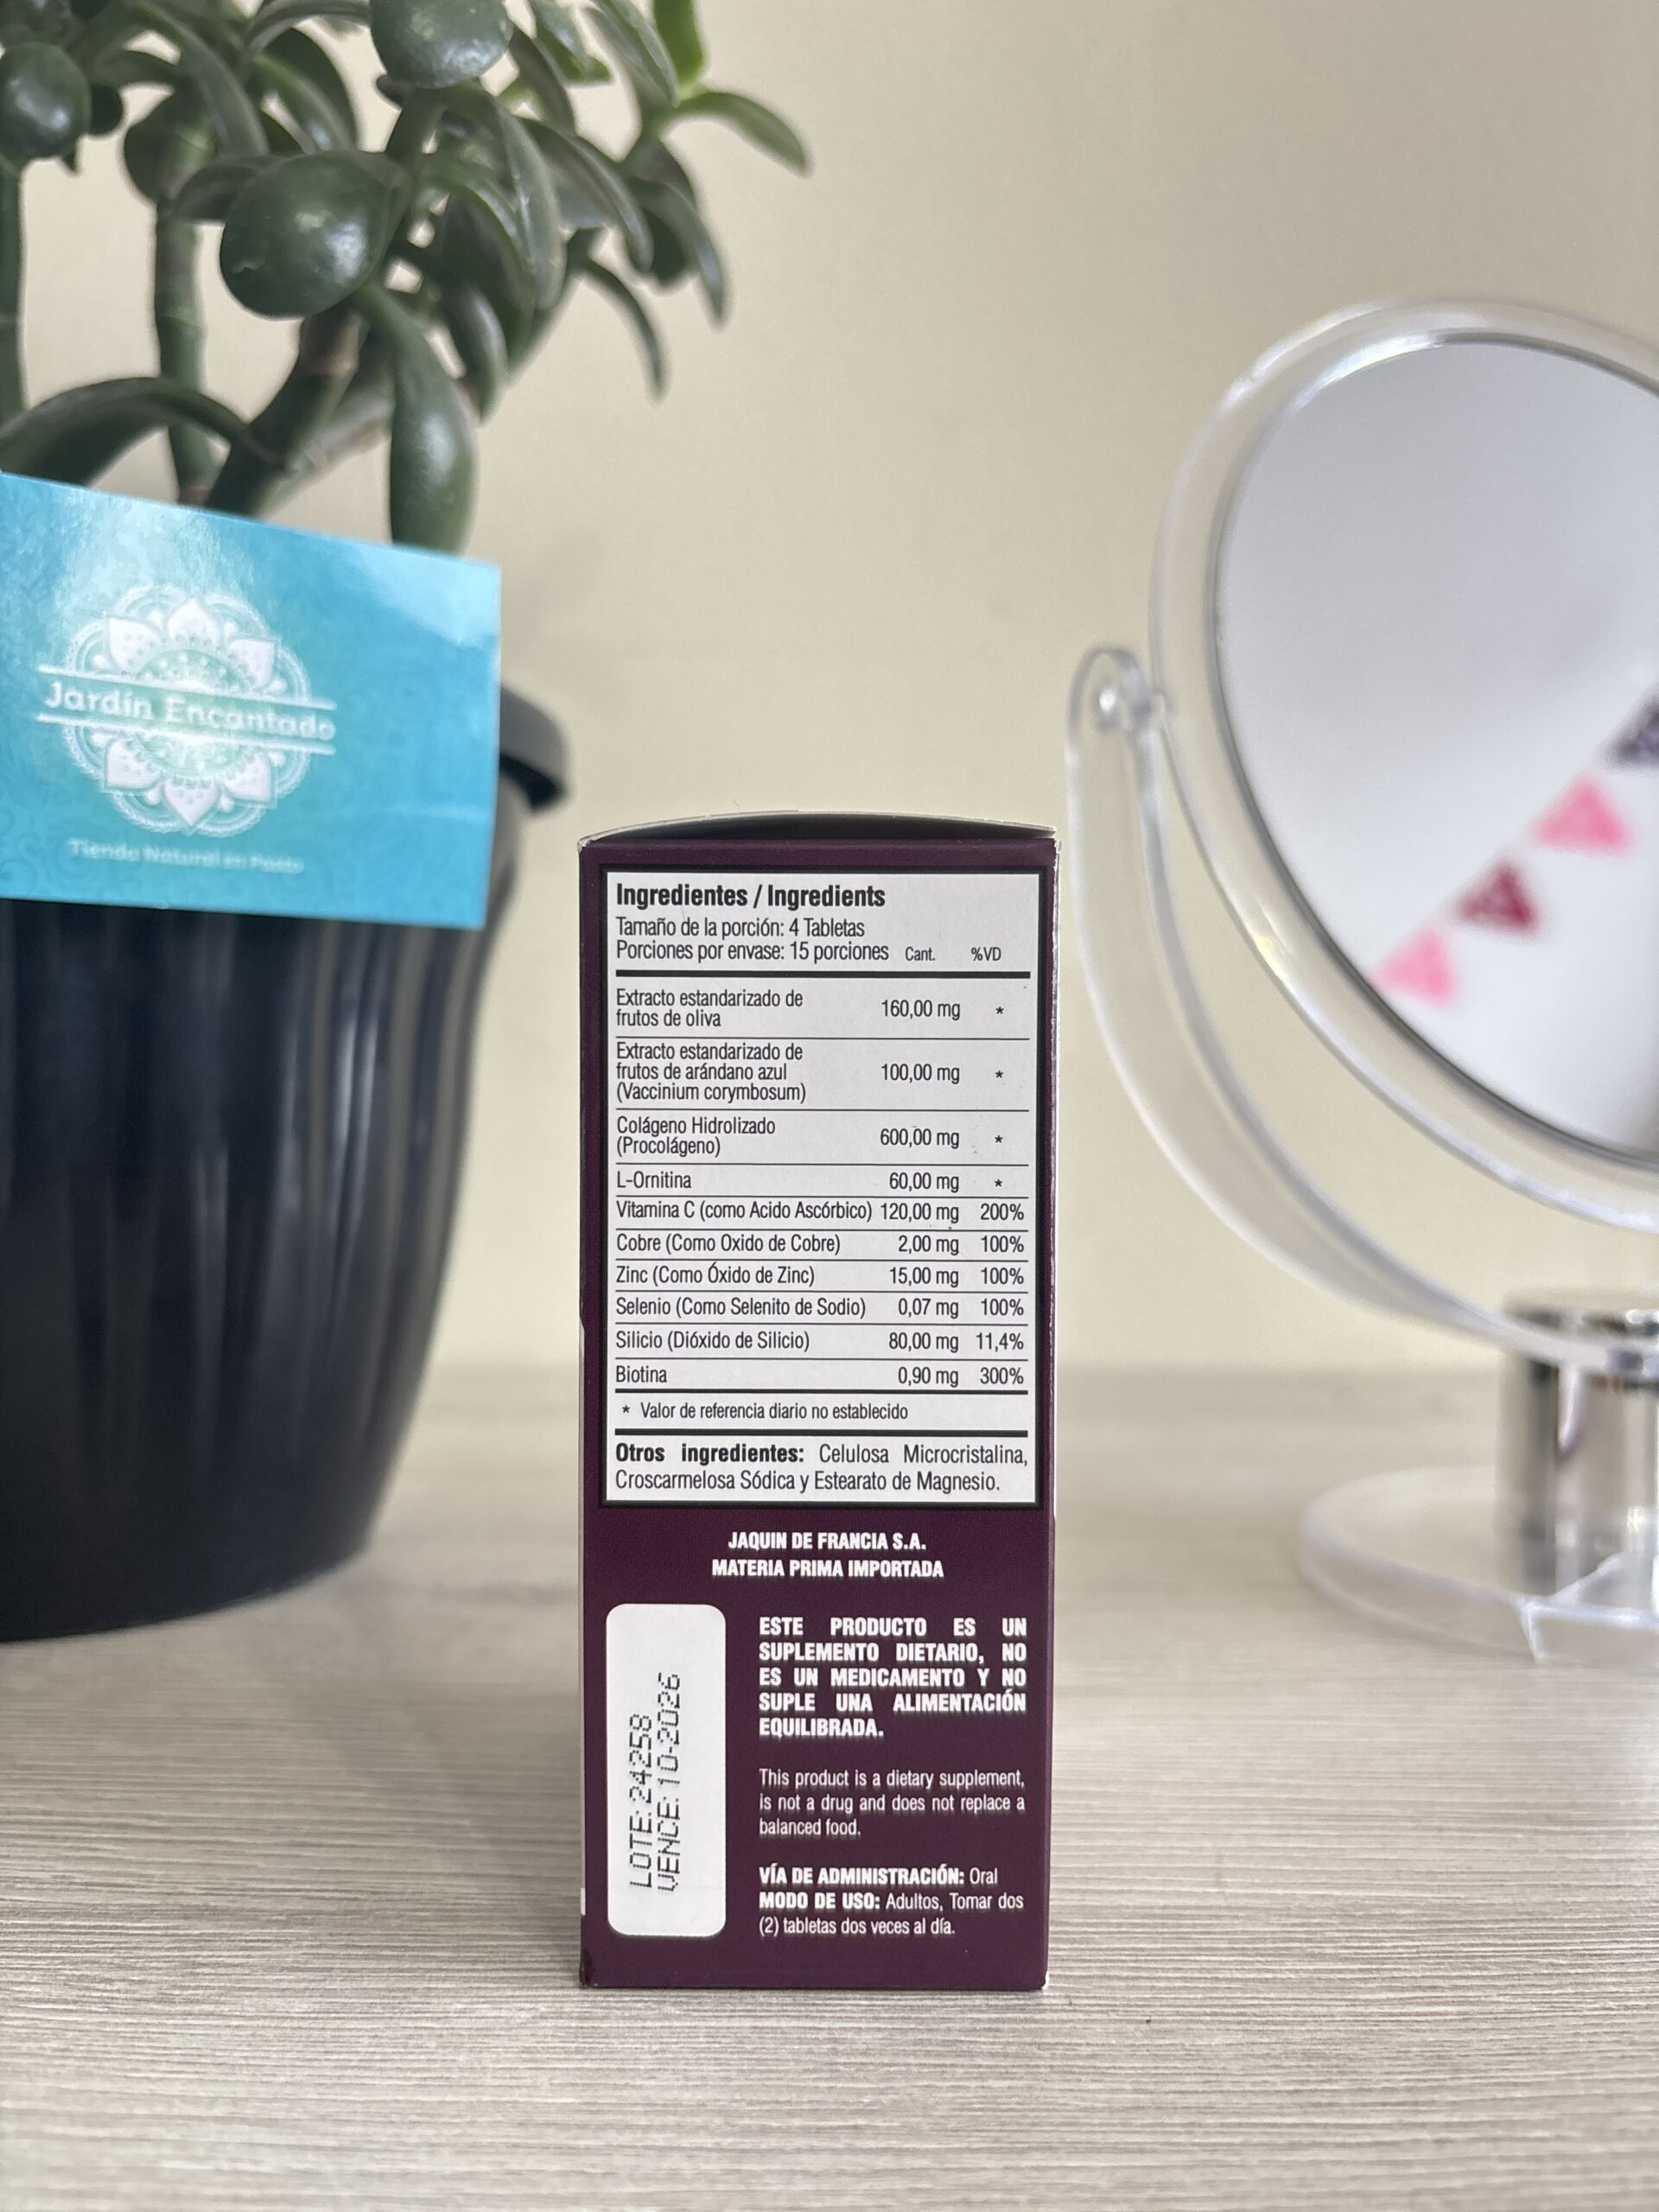 Jardín Encantado
Tienda Natural en Pasto
Ingredientes / Ingredients
Tamaño de la porción: 4 Tabletas
Porciones por envase: 15 porciones Cant. %VD
Extracto estandarizado de
frutos de oliva 160,00 mg *
Extracto estandarizado de
frutos de arándano azul 100,00 mg *
(Vaccinium corymbosum)
Colágeno Hidrolizado
(Procolágeno) 600,00 mg *
L-Ornitina 60,00 mg *
Vitamina C (como Acido Ascórbico) 120,00 mg 200%
Cobre (Como Oxido de Cobre) 2,00 mg 100%
Zinc (Como Óxido de Zinc) 15,00 mg 100%
Selenio (Como Selenito de Sodio) 0,07 mg 100%
Silicio (Dióxido de Silicio) 80,00 mg 11,4%
Biotina 0,90 mg 300%
* Valor de referencia diario no establecido
Otros ingredientes: Celulosa Microcristalina,
Croscarmelosa Sódica y Estearato de Magnesio.
JAQUIN DE FRANCIA S.A.
MATERIA PRIMA IMPORTADA
LOTE: 24258
VENCE: 10-2026
ESTE PRODUCTO ES UN
SUPLEMENTO DIETARIO, NO
ES UN MEDICAMENTO Y NO
SUPLE UNA ALIMENTACIÓN
EQUILIBRADA.
This product is a dietary supplement,
is not a drug and does not replace a
balanced food.
VÍA DE ADMINISTRACIÓN: Oral
MODO DE USO: Adultos, Tomar dos
(2) tabletas dos veces al día.